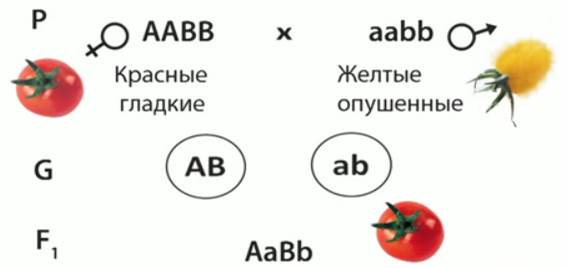 P
♀ AABB x aabb ♂
Красные Желтые
гладкие опушенные
G AB ab
F₁ AaBb